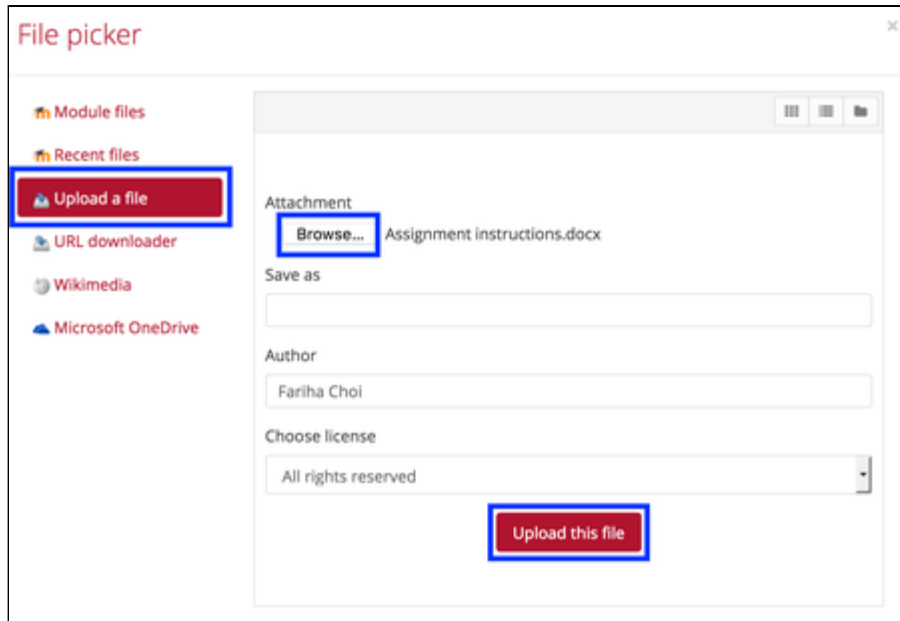 File picker
Module files
Recent files
Upload a file
URL downloader
Wikimedia
Microsoft OneDrive
Attachment
Browse... Assignment instructions.docx
Save as
Author
Fariha Choi
Choose license
All rights reserved
Upload this file